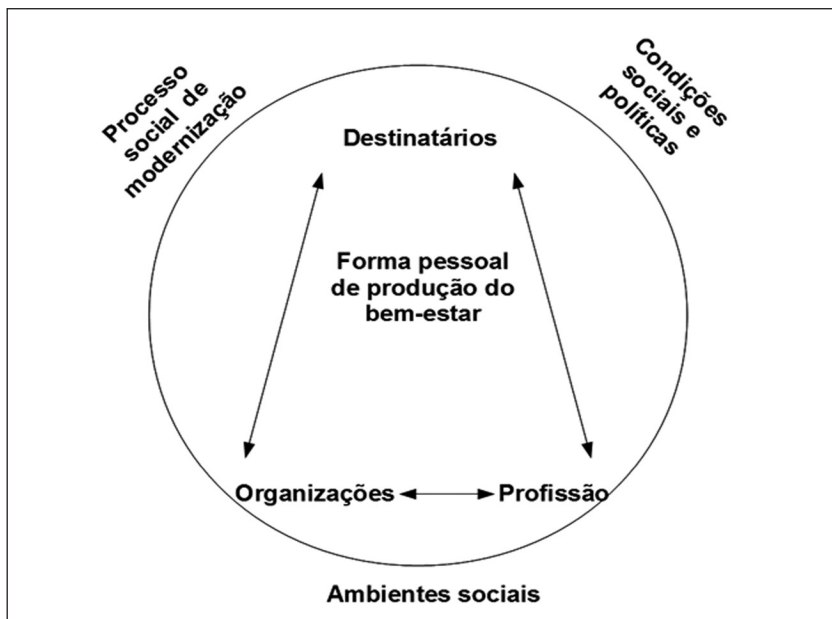 Processo
social de
modernização
Condições
sociais e
políticas
Destinatários
Forma pessoal
de produção do
bem-estar
Organizações
Profissão
Ambientes sociais